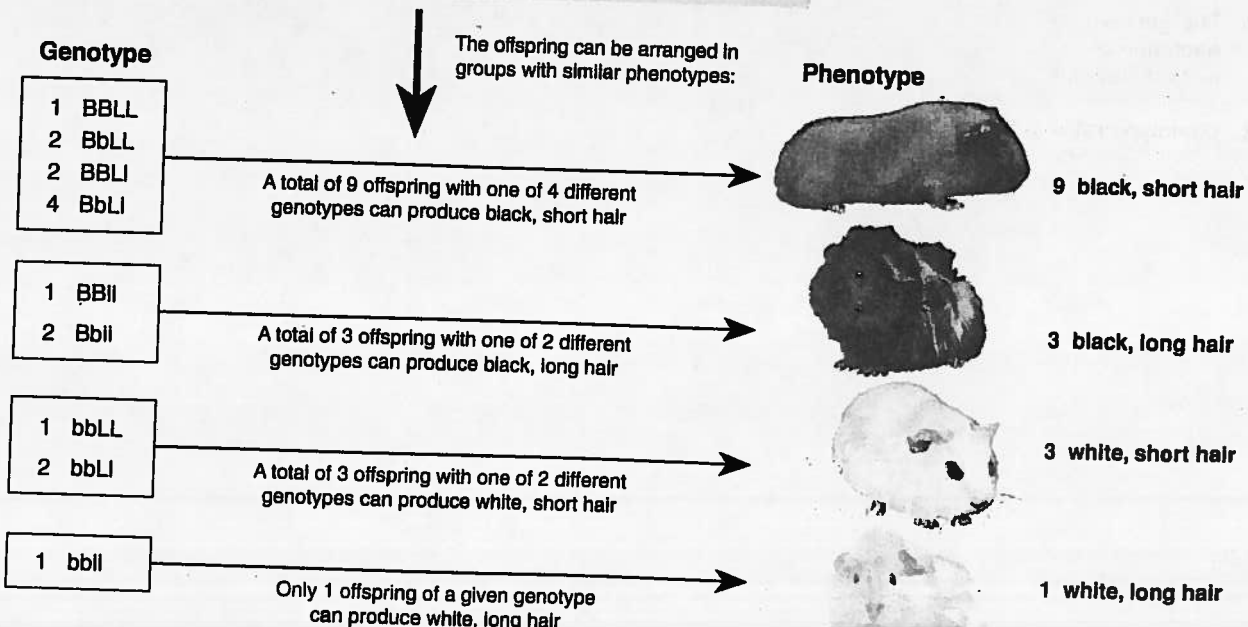 The offspring can be arranged in
groups with similar phenotypes:
Genotype
Phenotype
1 BBLL
2 BbLL
2 BBLl
4 BbLl
A total of 9 offspring with one of 4 different
genotypes can produce black, short hair
9 black, short hair
1 BBll
2 Bbll
A total of 3 offspring with one of 2 different
genotypes can produce black, long hair
3 black, long hair
1 bbLL
2 bbLl
A total of 3 offspring with one of 2 different
genotypes can produce white, short hair
3 white, short hair
1 bbll
Only 1 offspring of a given genotype
can produce white, long hair
1 white, long hair